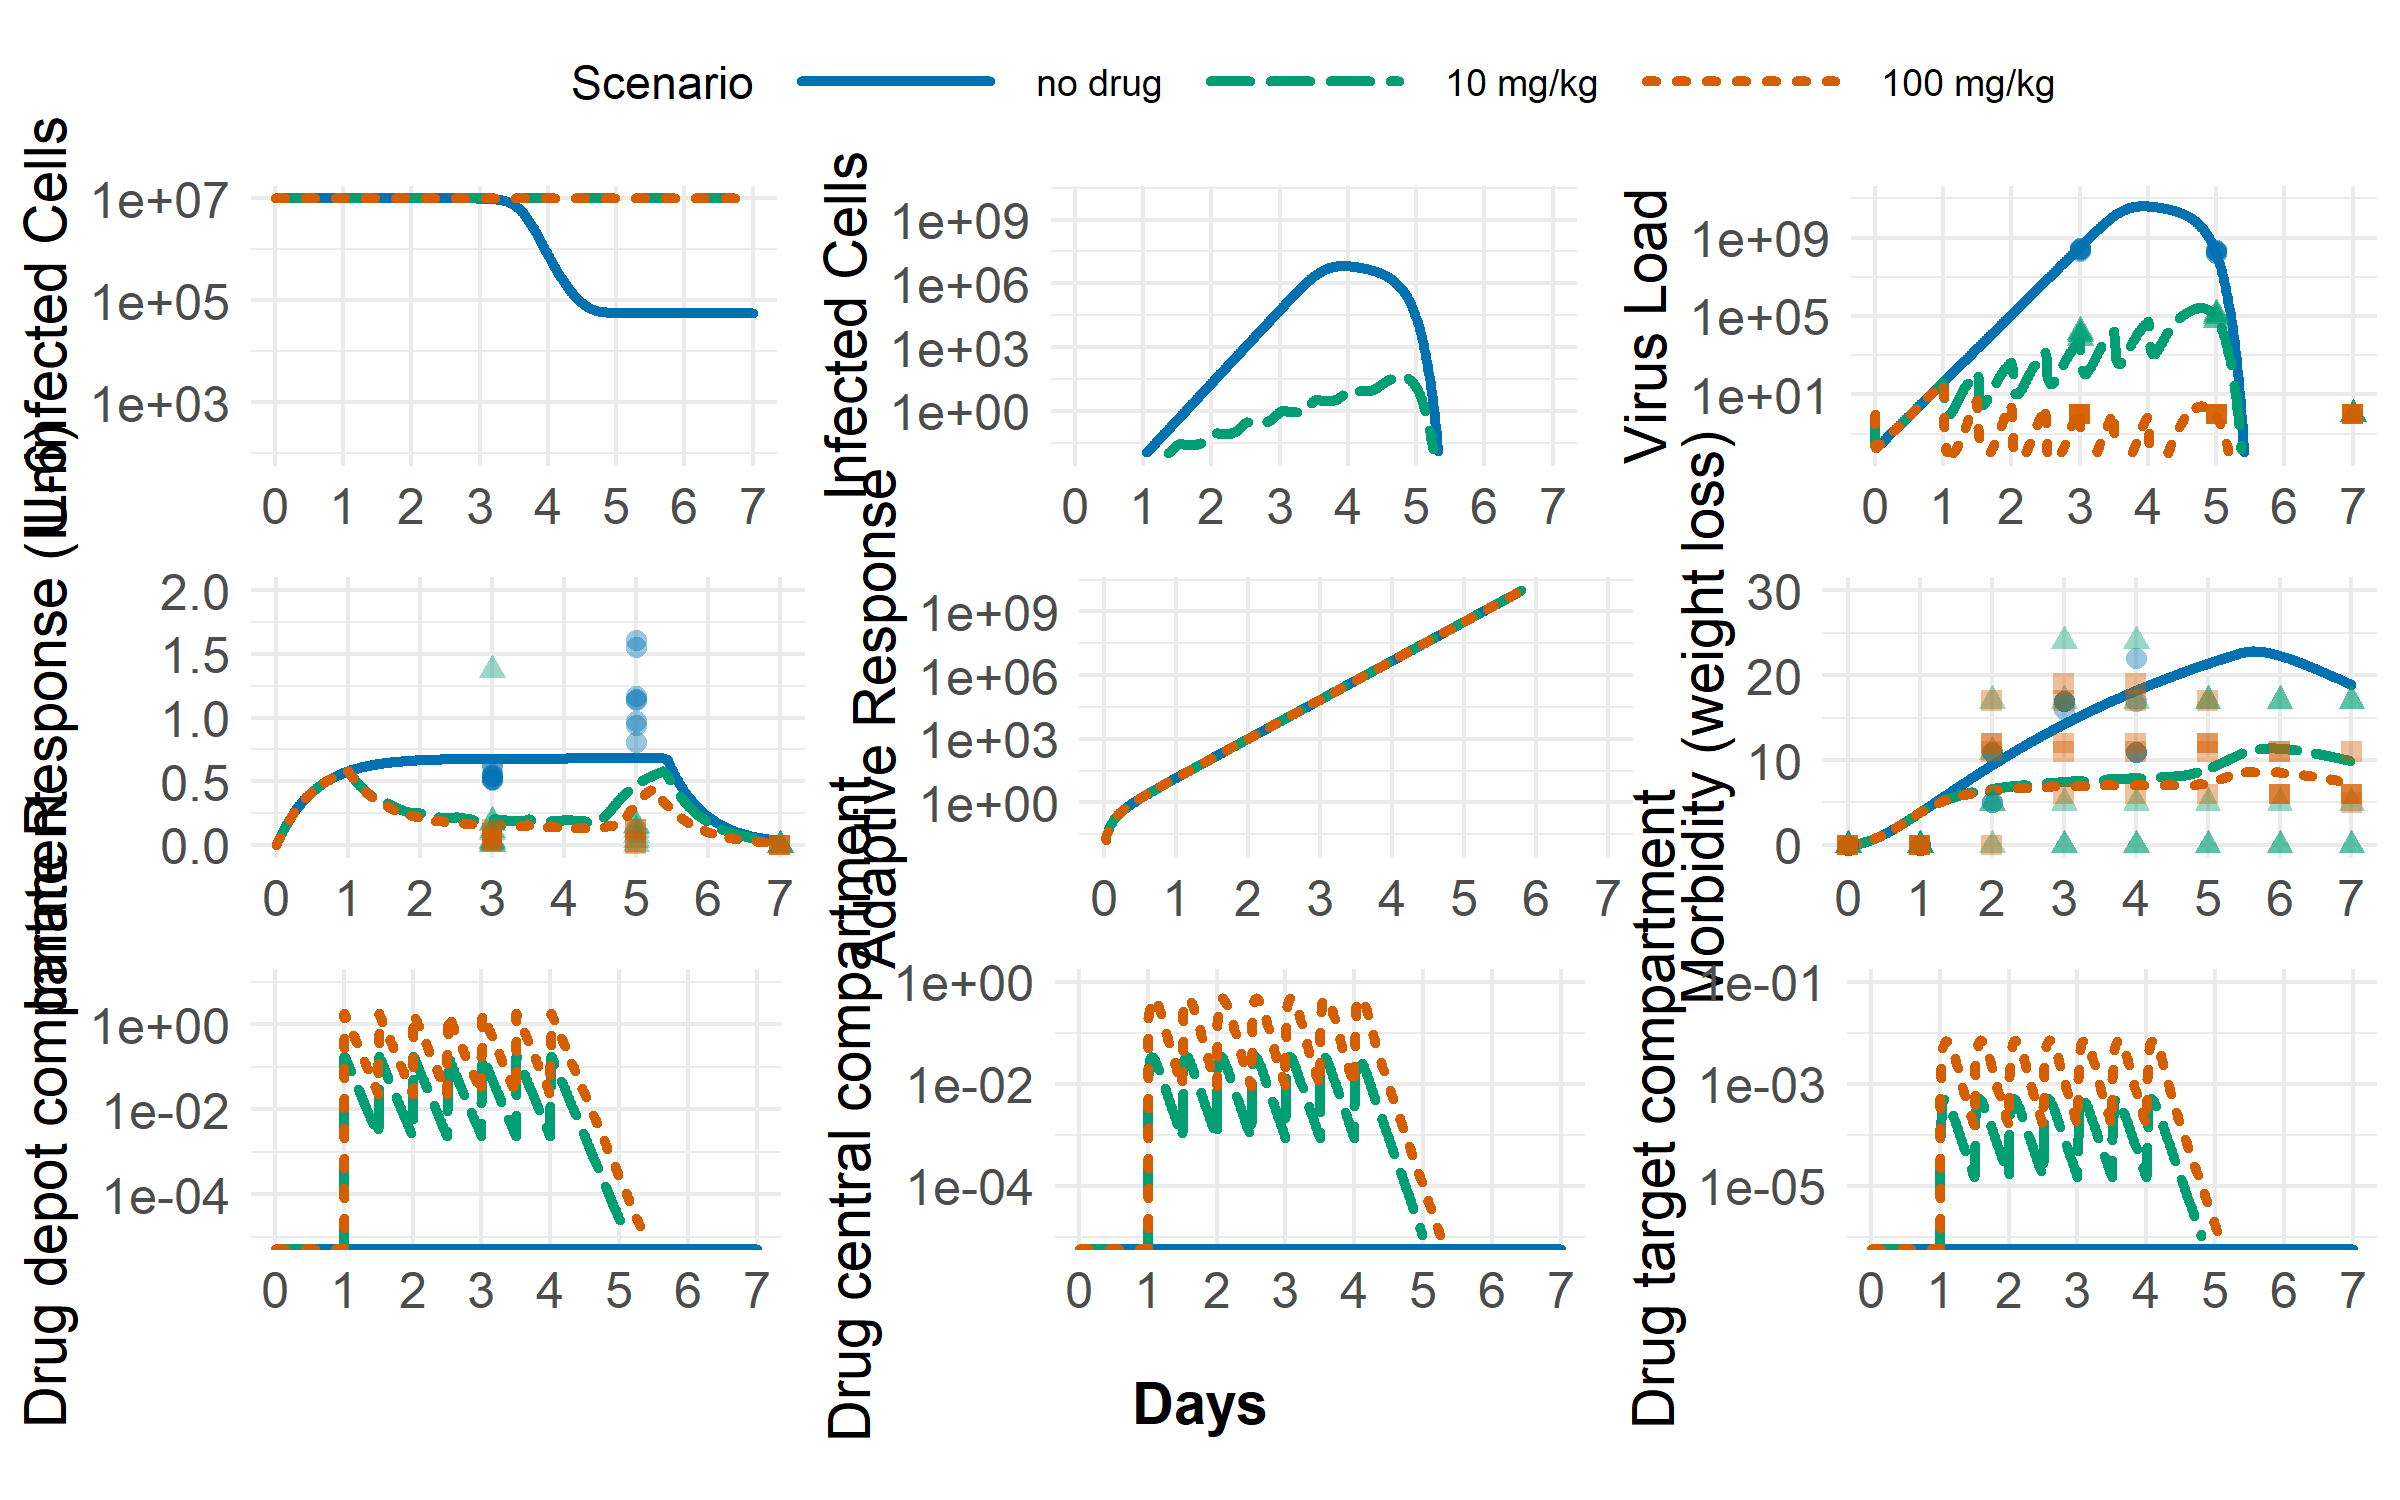 Scenario no drug 10 mg/kg 100 mg/kg
Uninfected Cells
1e+07
1e+05
1e+03
0 1 2 3 4 5 6 7
Infected Cells
1e+09
1e+06
1e+03
1e+00
0 1 2 3 4 5 6 7
Virus Load
1e+09
1e+05
1e+01
0 1 2 3 4 5 6 7
Innate Response (IL-6)
2.0
1.5
1.0
0.5
0.0
0 1 2 3 4 5 6 7
Adaptive Response
1e+09
1e+06
1e+03
1e+00
0 1 2 3 4 5 6 7
Morbidity (weight loss)
30
20
10
0
0 1 2 3 4 5 6 7
Drug depot compartment
1e+00
1e-02
1e-04
0 1 2 3 4 5 6 7
Drug central compartment
1e+00
1e-02
1e-04
0 1 2 3 4 5 6 7
Drug target compartment
1e-01
1e-03
1e-05
0 1 2 3 4 5 6 7
Days